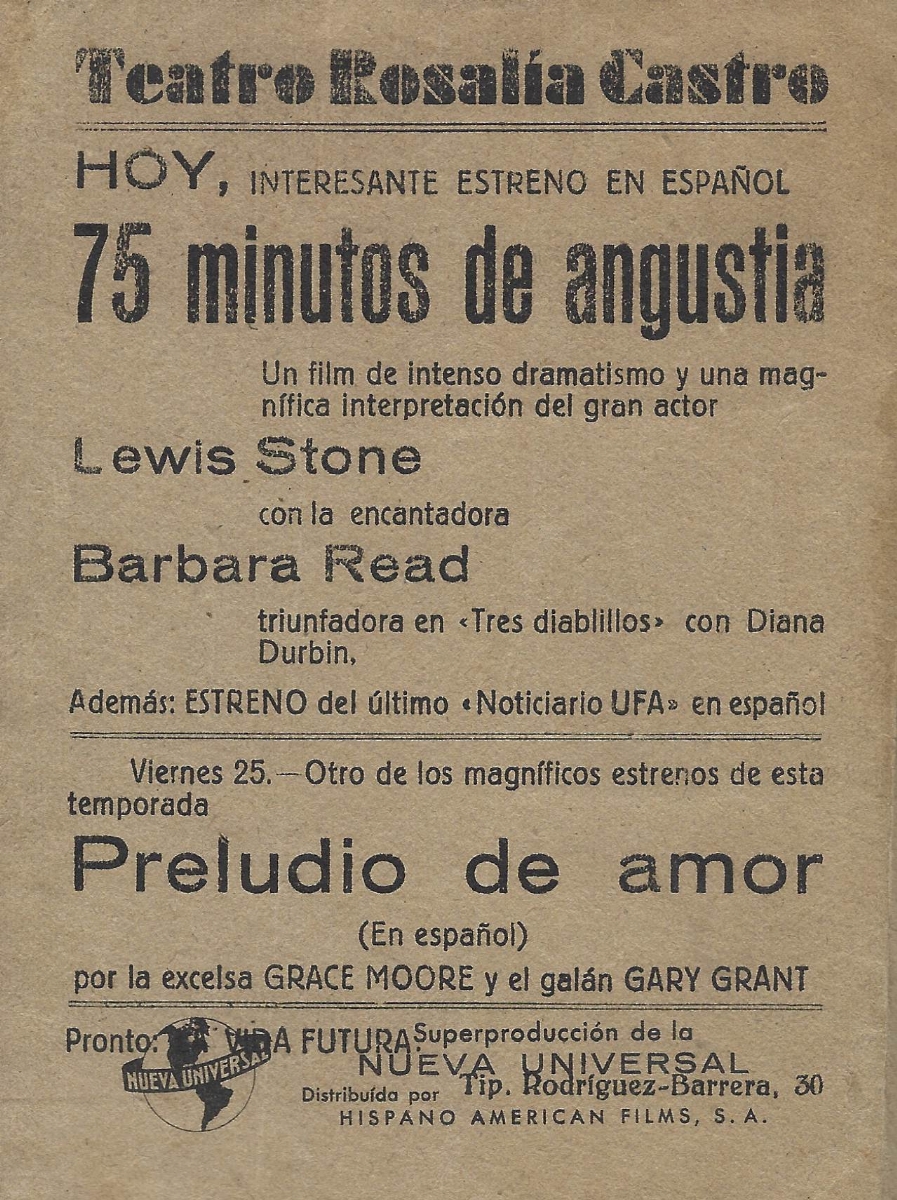 Teatro Rosalía Castro
HOY, INTERESANTE ESTRENO EN ESPAÑOL
75 minutos de angustia
Un film de intenso dramatismo y una mag-
nífica interpretación del gran actor
Lewis Stone
con la encantadora
Barbara Read
triunfadora en «Tres diablillos» con Diana
Durbin,
Además: ESTRENO del último «Noticiario UFA» en español
Viernes 25.—Otro de los magníficos estrenos de esta
temporada
Preludio de amor
(En español)
por la excelsa GRACE MOORE y el galán GARY GRANT
Pronto: VIDA FUTURA.
Superproducción de la
NUEVA UNIVERSAL
NUEVA UNIVERSAL
Distribuída por
Tip. Rodríguez-Barrera, 30
HISPANO AMERICAN FILMS, S. A.